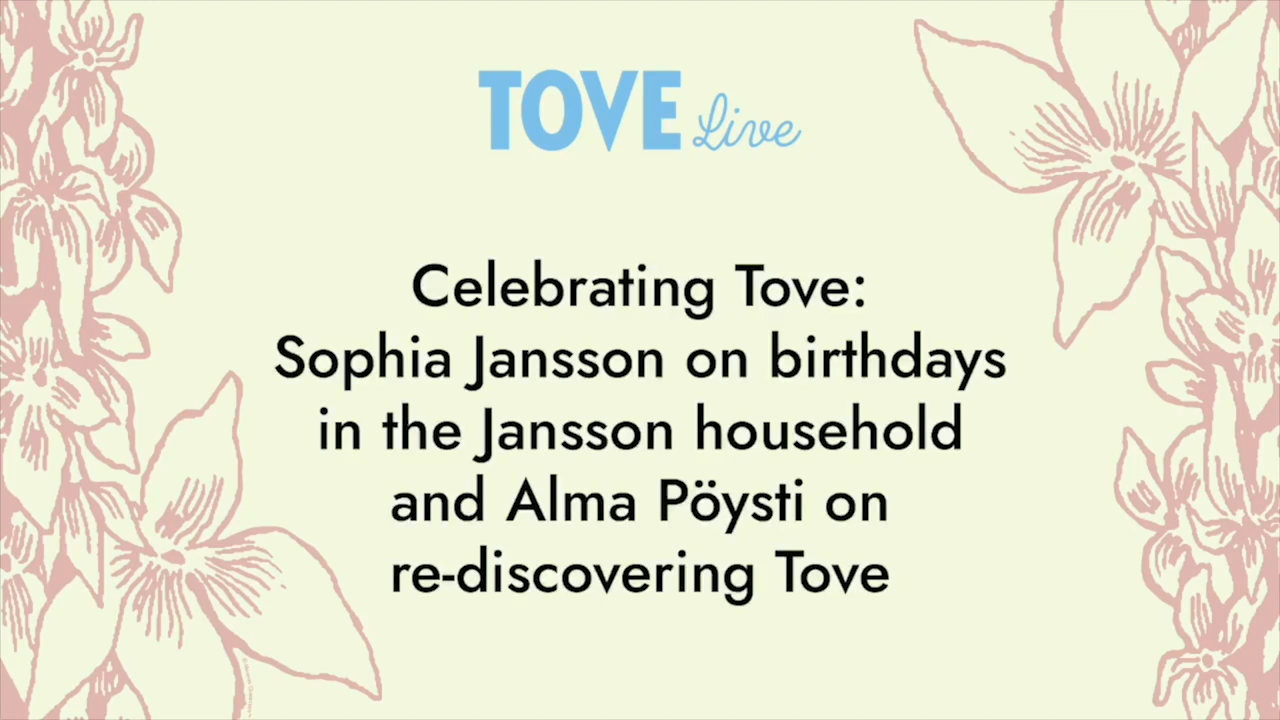 TOVE Live
Celebrating Tove:
Sophia Jansson on birthdays
in the Jansson household
and Alma Pöysti on
re-discovering Tove